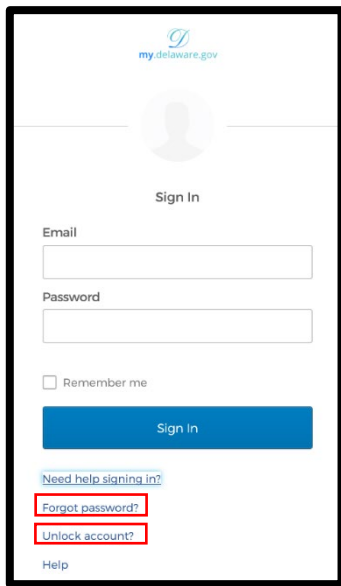 D
my.delaware.gov
Sign In
Email
Password
Remember me
Sign In
Need help signing in?
Forgot password?
Unlock account?
Help